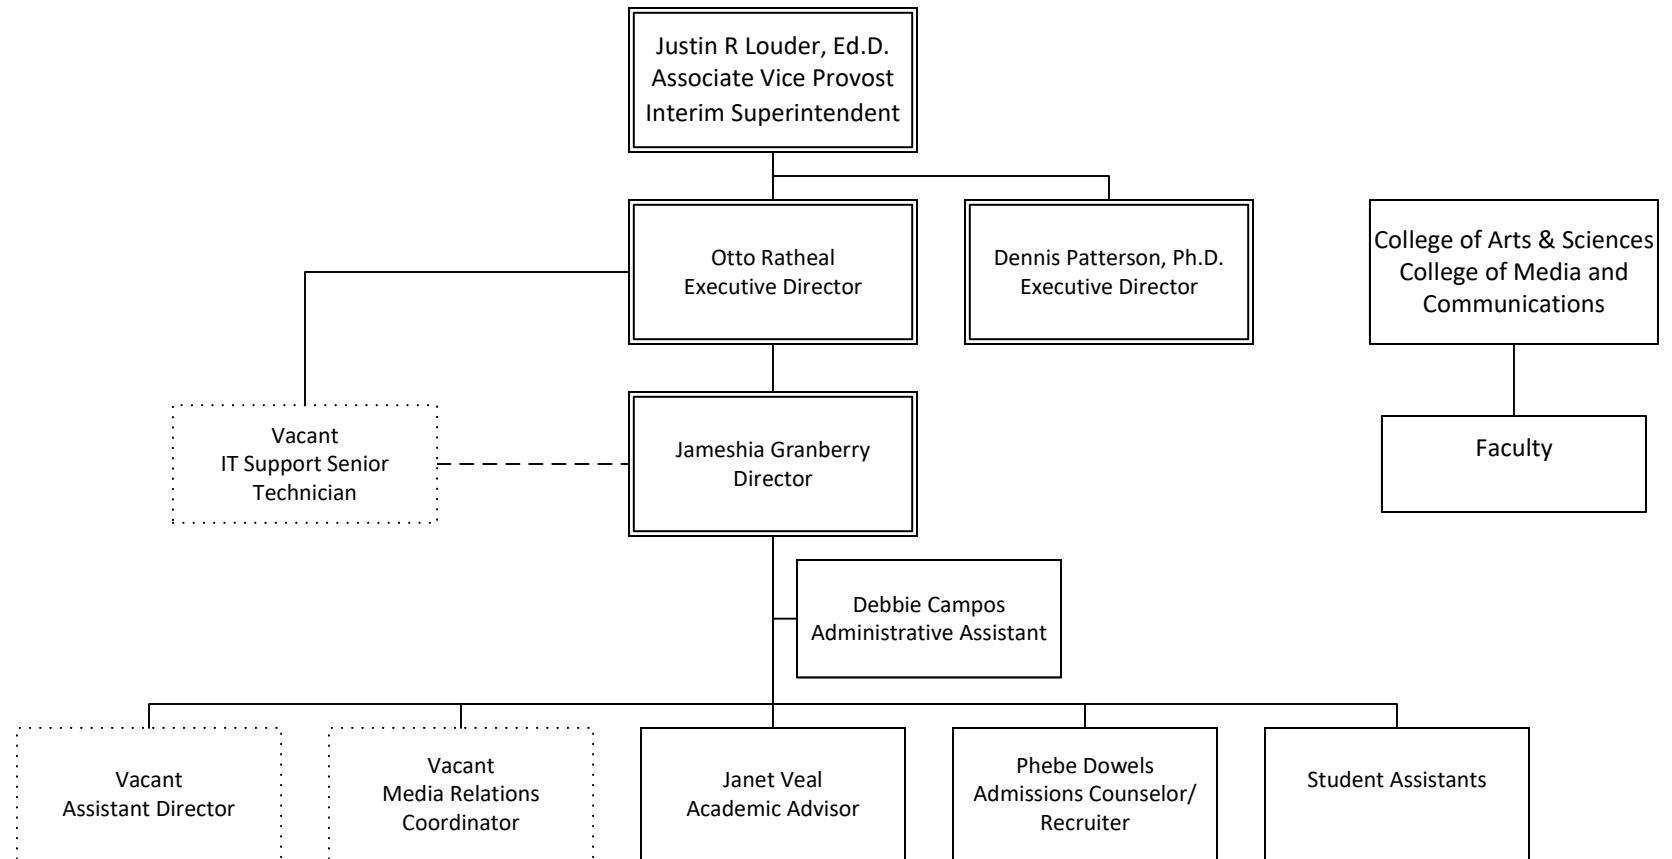 Justin R Louder, Ed.D.
Associate Vice Provost
Interim Superintendent
Otto Ratheal
Executive Director
Dennis Patterson, Ph.D.
Executive Director
College of Arts & Sciences
College of Media and
Communications
Vacant
IT Support Senior
Technician
Jameshia Granberry
Director
Faculty
Debbie Campos
Administrative Assistant
Vacant
Assistant Director
Vacant
Media Relations
Coordinator
Janet Veal
Academic Advisor
Phebe Dowels
Admissions Counselor/
Recruiter
Student Assistants